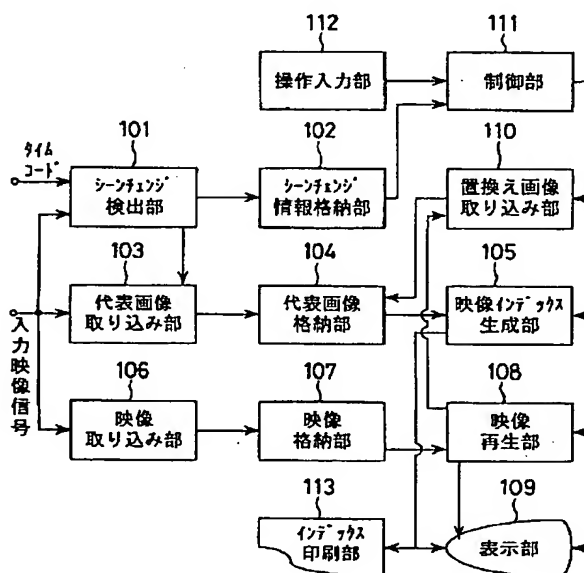 112
操作入力部
111
制御部
タイム
コード
101
シーンチェンジ
検出部
102
シーンチェンジ
情報格納部
110
置換え画像
取り込み部
103
代表画像
取り込み部
104
代表画像
格納部
105
映像インデックス
生成部
入力映像信号
106
映像
取り込み部
107
映像
格納部
108
映像
再生部
113
インデックス
印刷部
109
表示部